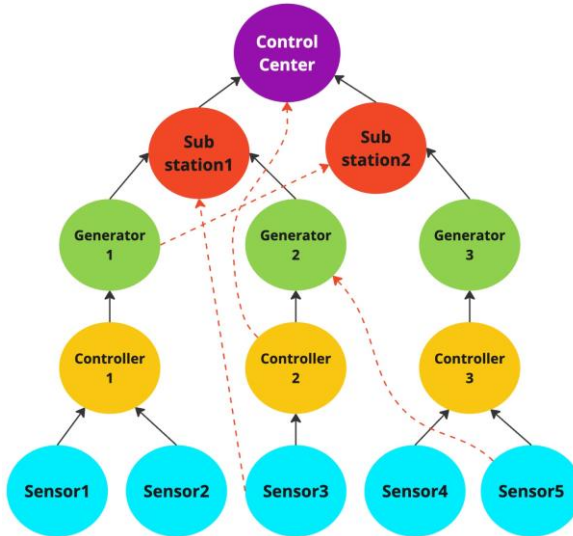 Control
Center
Sub
station1
Sub
station2
Generator
1
Generator
2
Generator
3
Controller
1
Controller
2
Controller
3
Sensor1
Sensor2
Sensor3
Sensor4
Sensor5